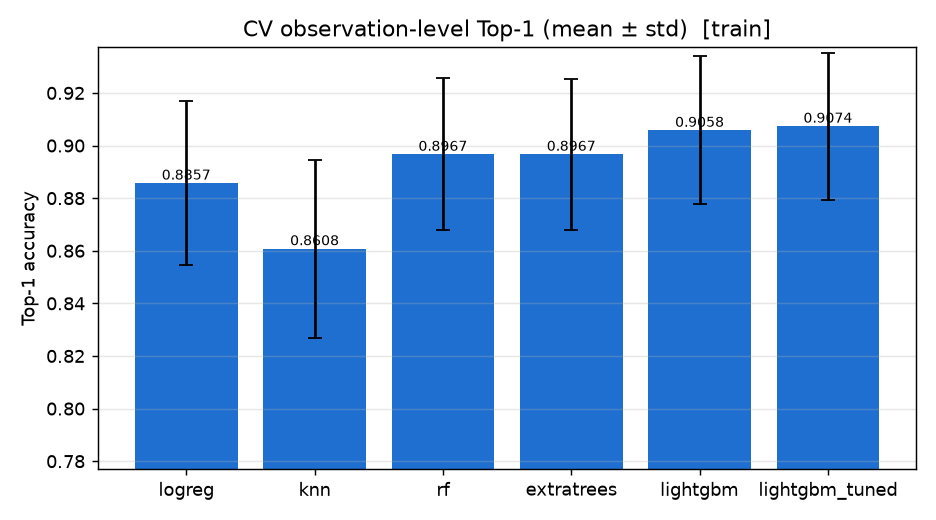 CV observation-level Top-1 (mean ± std)  [train]
Top-1 accuracy
0.92
0.90
0.88
0.86
0.84
0.82
0.80
0.78
0.8857
0.8608
0.8967
0.8967
0.9058
0.9074
logreg
knn
rf
extratrees
lightgbm
lightgbm_tuned